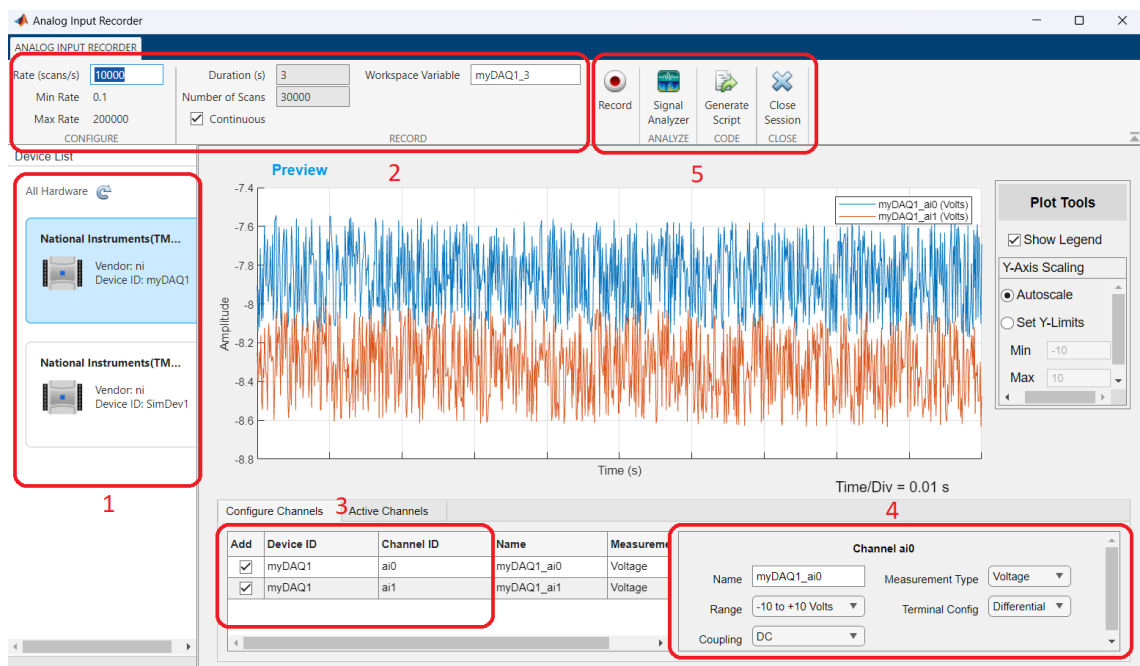 Analog Input Recorder
ANALOG INPUT RECORDER
Rate (scans/s) 10000
Min Rate 0.1
Max Rate 200000
CONFIGURE
Duration (s) 3
Number of Scans 30000
Continuous
Workspace Variable myDAQ1_3
RECORD
Record
Signal
Analyzer
ANALYZE
Generate
Script
CODE
Close
Session
CLOSE
Device List
All Hardware
National Instruments(TM...
Vendor: ni
Device ID: myDAQ1
National Instruments(TM...
Vendor: ni
Device ID: SimDev1
1
2
5
Preview
-7.4
-7.6
-7.8
-8
-8.2
-8.4
-8.6
-8.8
Amplitude
myDAQ1_ai0 (Volts)
myDAQ1_ai1 (Volts)
Time (s)
Time/Div = 0.01 s
Plot Tools
Show Legend
Y-Axis Scaling
Autoscale
Set Y-Limits
Min -10
Max 10
3
4
Configure Channels Active Channels
Add Device ID Channel ID Name Measureme
myDAQ1 ai0 myDAQ1_ai0 Voltage
myDAQ1 ai1 myDAQ1_ai1 Voltage
Channel ai0
Name myDAQ1_ai0 Measurement Type Voltage
Range -10 to +10 Volts Terminal Config Differential
Coupling DC